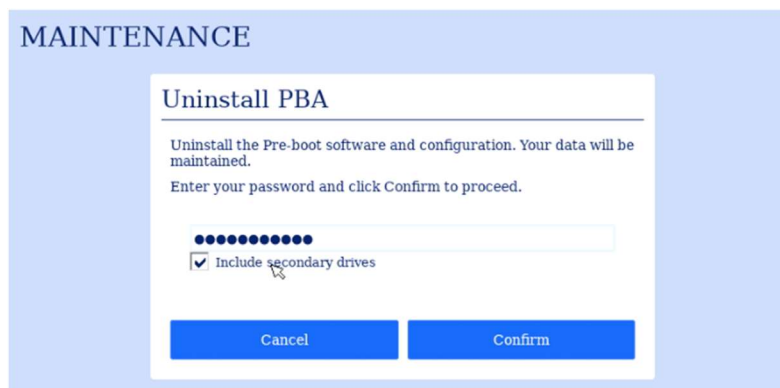 MAINTENANCE
Uninstall PBA
Uninstall the Pre-boot software and configuration. Your data will be
maintained.
Enter your password and click Confirm to proceed.
●●●●●●●●●●●
Include secondary drives
Cancel
Confirm